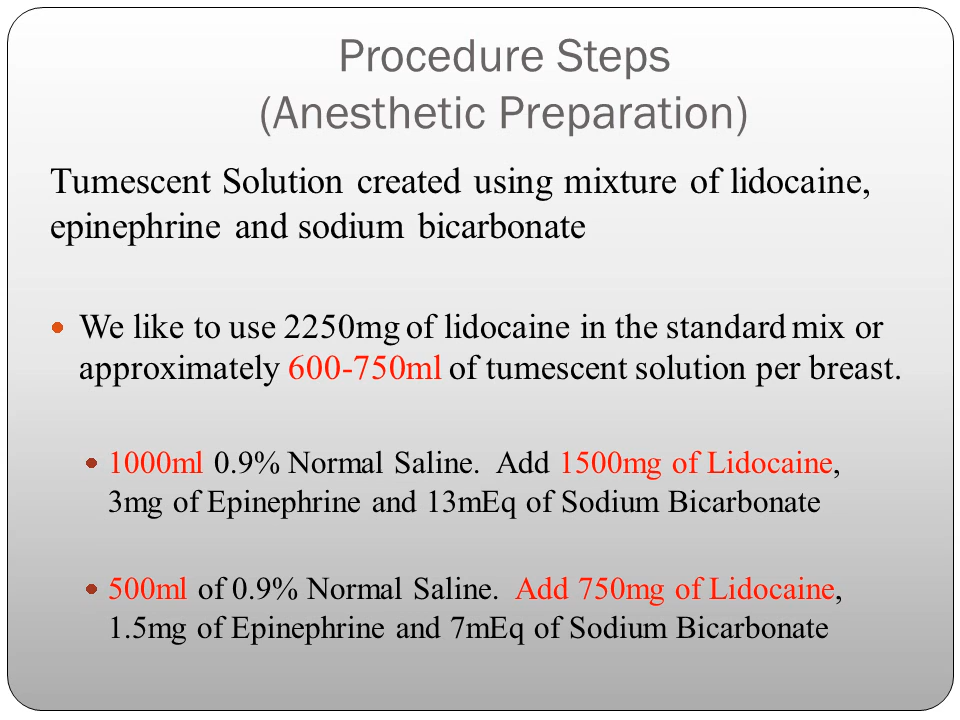 Procedure Steps
(Anesthetic Preparation)
Tumescent Solution created using mixture of lidocaine,
epinephrine and sodium bicarbonate
• We like to use 2250mg of lidocaine in the standard mix or
approximately 600-750ml of tumescent solution per breast.
• 1000ml 0.9% Normal Saline.  Add 1500mg of Lidocaine,
3mg of Epinephrine and 13mEq of Sodium Bicarbonate
• 500ml of 0.9% Normal Saline.  Add 750mg of Lidocaine,
1.5mg of Epinephrine and 7mEq of Sodium Bicarbonate